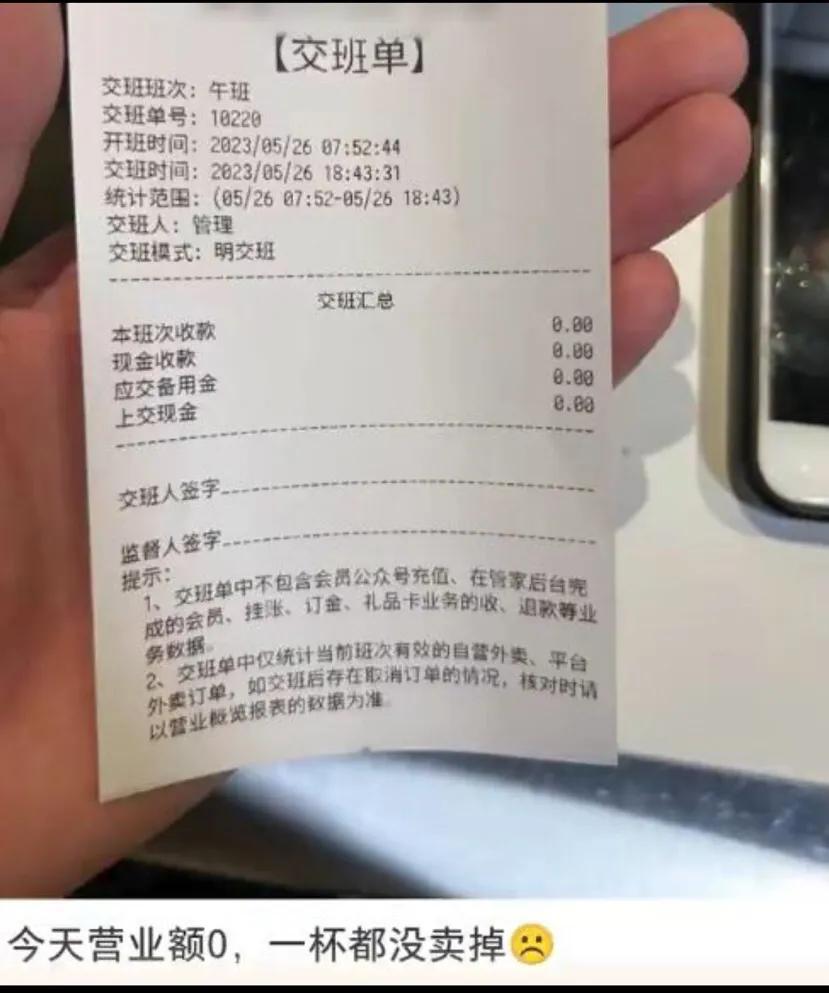 【交班单】
交班班次：午班
交班单号：10220
开班时间：2023/05/26 07:52:44
交班时间：2023/05/26 18:43:31
统计范围：(05/26 07:52-05/26 18:43)
交班人：管理
交班模式：明交班
交班汇总
本班次收款 0.00
现金收款 0.00
应交备用金 0.00
上交现金 0.00
交班人签字
监督人签字
提示：
1、交班单中不包含会员公众号充值、在管家后台完
成的会员、挂账、订金、礼品卡业务的收、退款等业
务数据。
2、交班单中仅统计当前班次有效的自营外卖、平台
外卖订单，如交班后存在取消订单的情况，核对时请
以营业概览报表的数据为准。
今天营业额0，一杯都没卖掉☹️